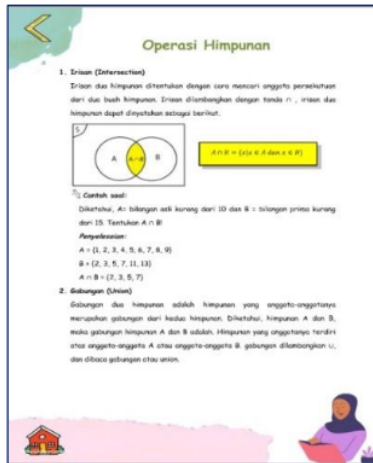 Operasi Himpunan
1. Irisan (Intersection)
Irisan dua himpunan ditentukan dengan cara mencari anggota persekutuan
dari dua buah himpunan. Irisan dilambangkan dengan tanda ∩ , irisan dua
himpunan dapat dinyatakan sebagai berikut.
S
A A∩B B
A ∩ B = {x|x ∈ A dan x ∈ B}
Contoh soal:
Diketahui, A= bilangan asli kurang dari 10 dan B = bilangan prima kurang
dari 15. Tentukan A ∩ B!
Penyelesaian:
A = {1, 2, 3, 4, 5, 6, 7, 8, 9}
B = {2, 3, 5, 7, 11, 13}
A ∩ B = {2, 3, 5, 7}
2. Gabungan (Union)
Gabungan dua himpunan adalah himpunan yang anggota-anggotanya
merupakan gabungan dari kedua himpunan. Diketahui, himpunan A dan B,
maka gabungan himpunan A dan B adalah. Himpunan yang anggotanya terdiri
atas anggota-anggota A atau anggota-anggota B. gabungan dilambangkan ∪,
dan dibaca gabungan atau union.